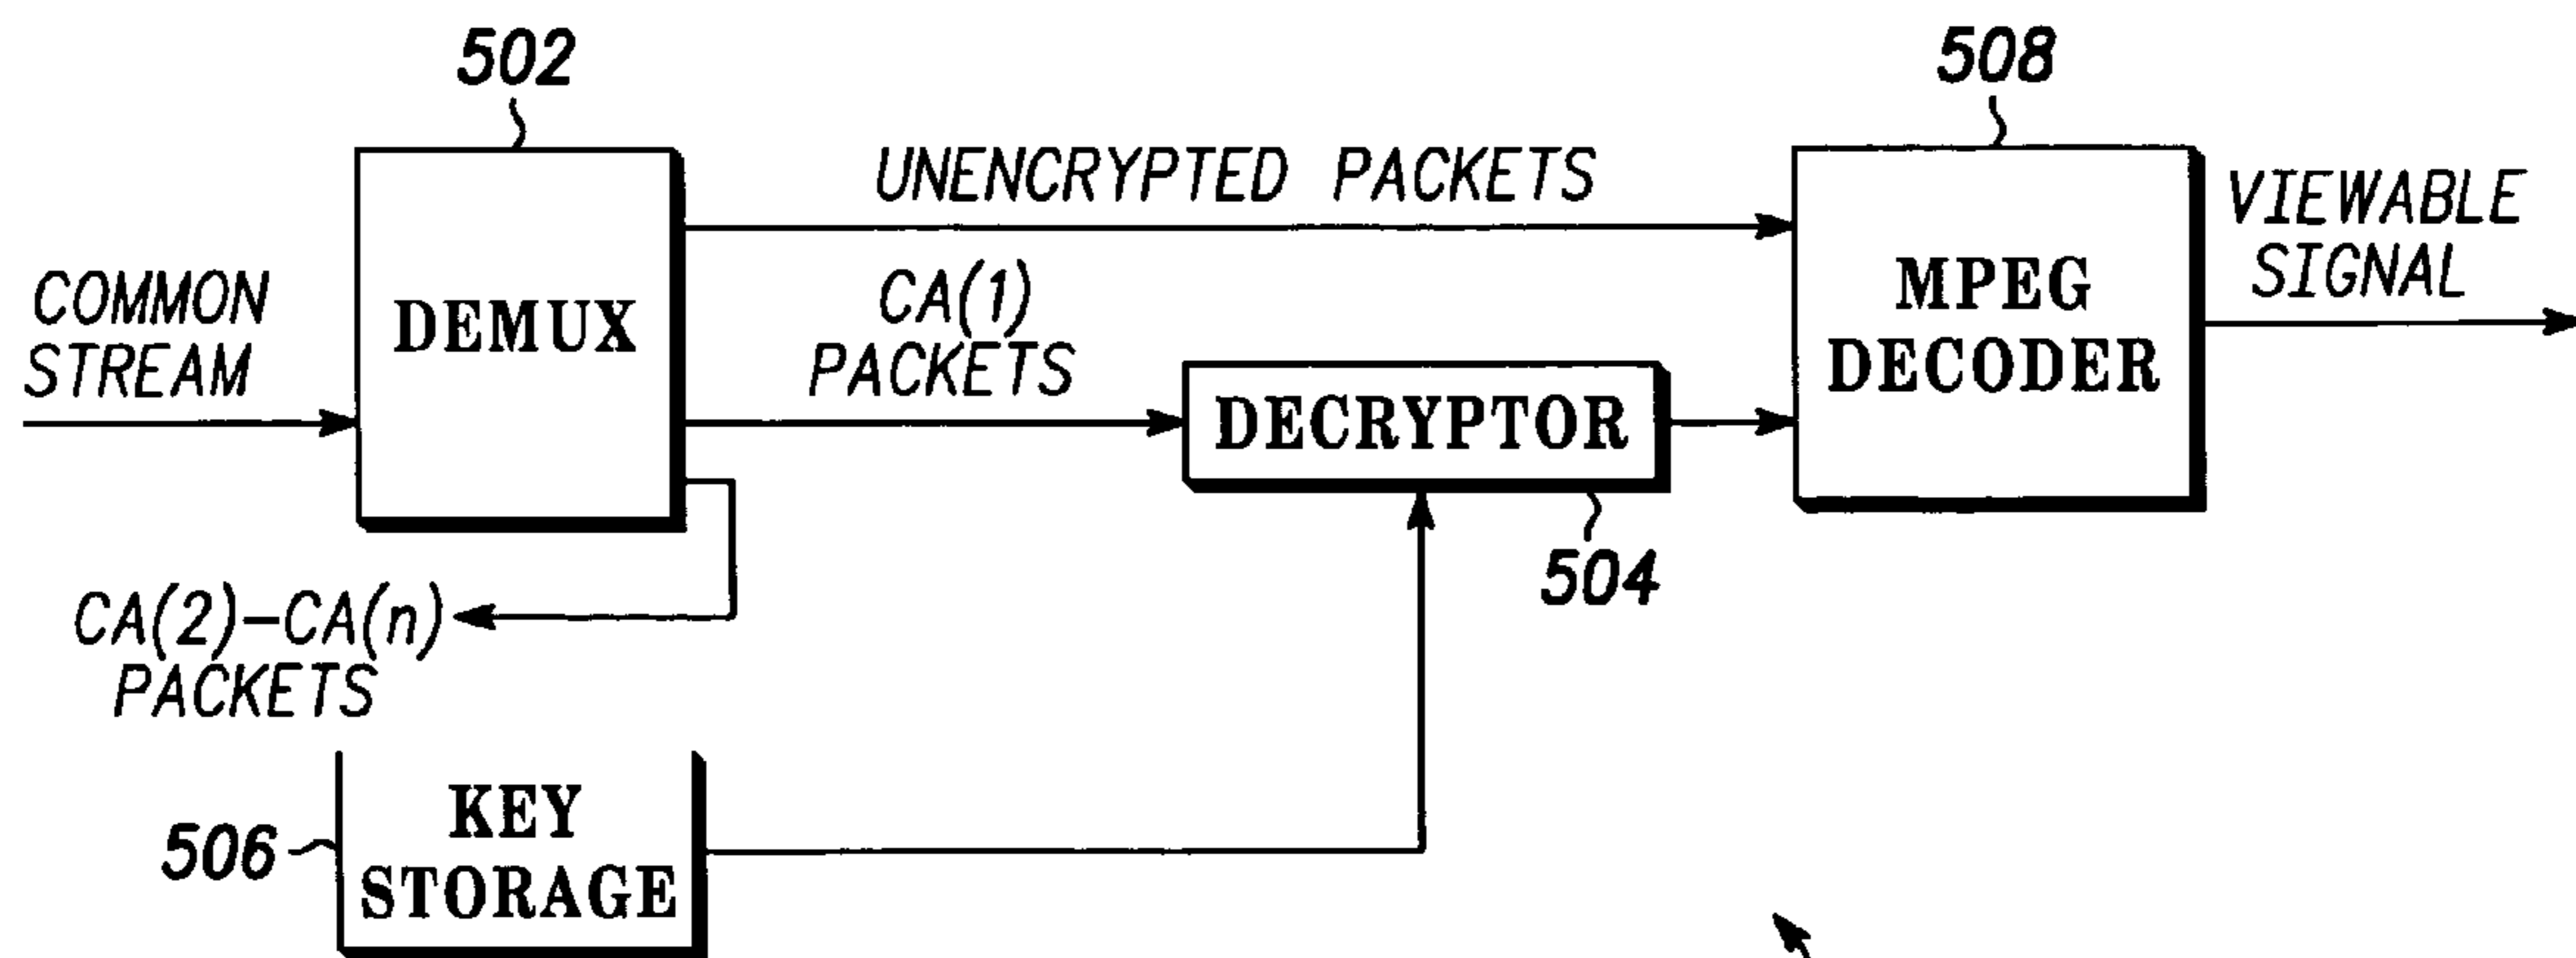 502
508
UNENCRYPTED PACKETS
VIEWABLE
SIGNAL
COMMON
STREAM
DEMUX
CA(1)
PACKETS
MPEG
DECODER
DECRYPTOR
504
CA(2)-CA(n)
PACKETS
KEY
STORAGE
506